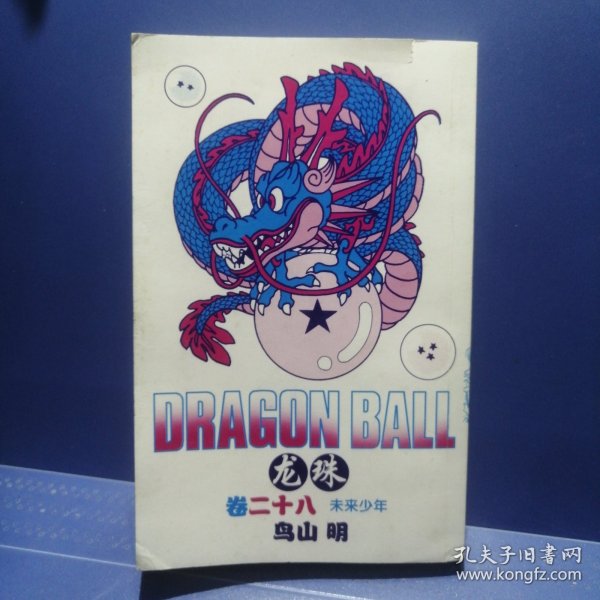 DRAGON BALL
龙珠
卷二十八 未来少年
鸟山 明
孔夫子旧书网
www.kongfz.com